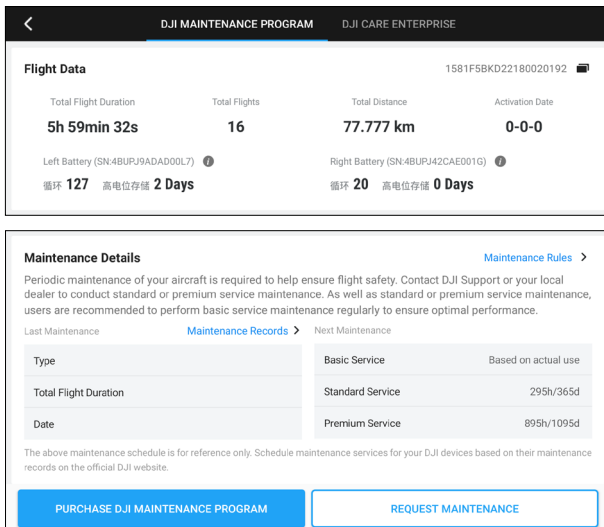 DJI MAINTENANCE PROGRAM DJI CARE ENTERPRISE
Flight Data 1581F5BKD22180020192
Total Flight Duration Total Flights Total Distance Activation Date
5h 59min 32s 16 77.777 km 0-0-0
Left Battery (SN:4BUPJ9ADAD00L7) Right Battery (SN:4BUPJ42CAE001G)
循环 127 高电位存储 2 Days 循环 20 高电位存储 0 Days
Maintenance Details Maintenance Rules
Periodic maintenance of your aircraft is required to help ensure flight safety. Contact DJI Support or your local
dealer to conduct standard or premium service maintenance. As well as standard or premium service maintenance,
users are recommended to perform basic service maintenance regularly to ensure optimal performance.
Last Maintenance Maintenance Records Next Maintenance
Type Basic Service Based on actual use
Total Flight Duration Standard Service 295h/365d
Date Premium Service 895h/1095d
The above maintenance schedule is for reference only. Schedule maintenance services for your DJI devices based on their maintenance
records on the official DJI website.
PURCHASE DJI MAINTENANCE PROGRAM REQUEST MAINTENANCE